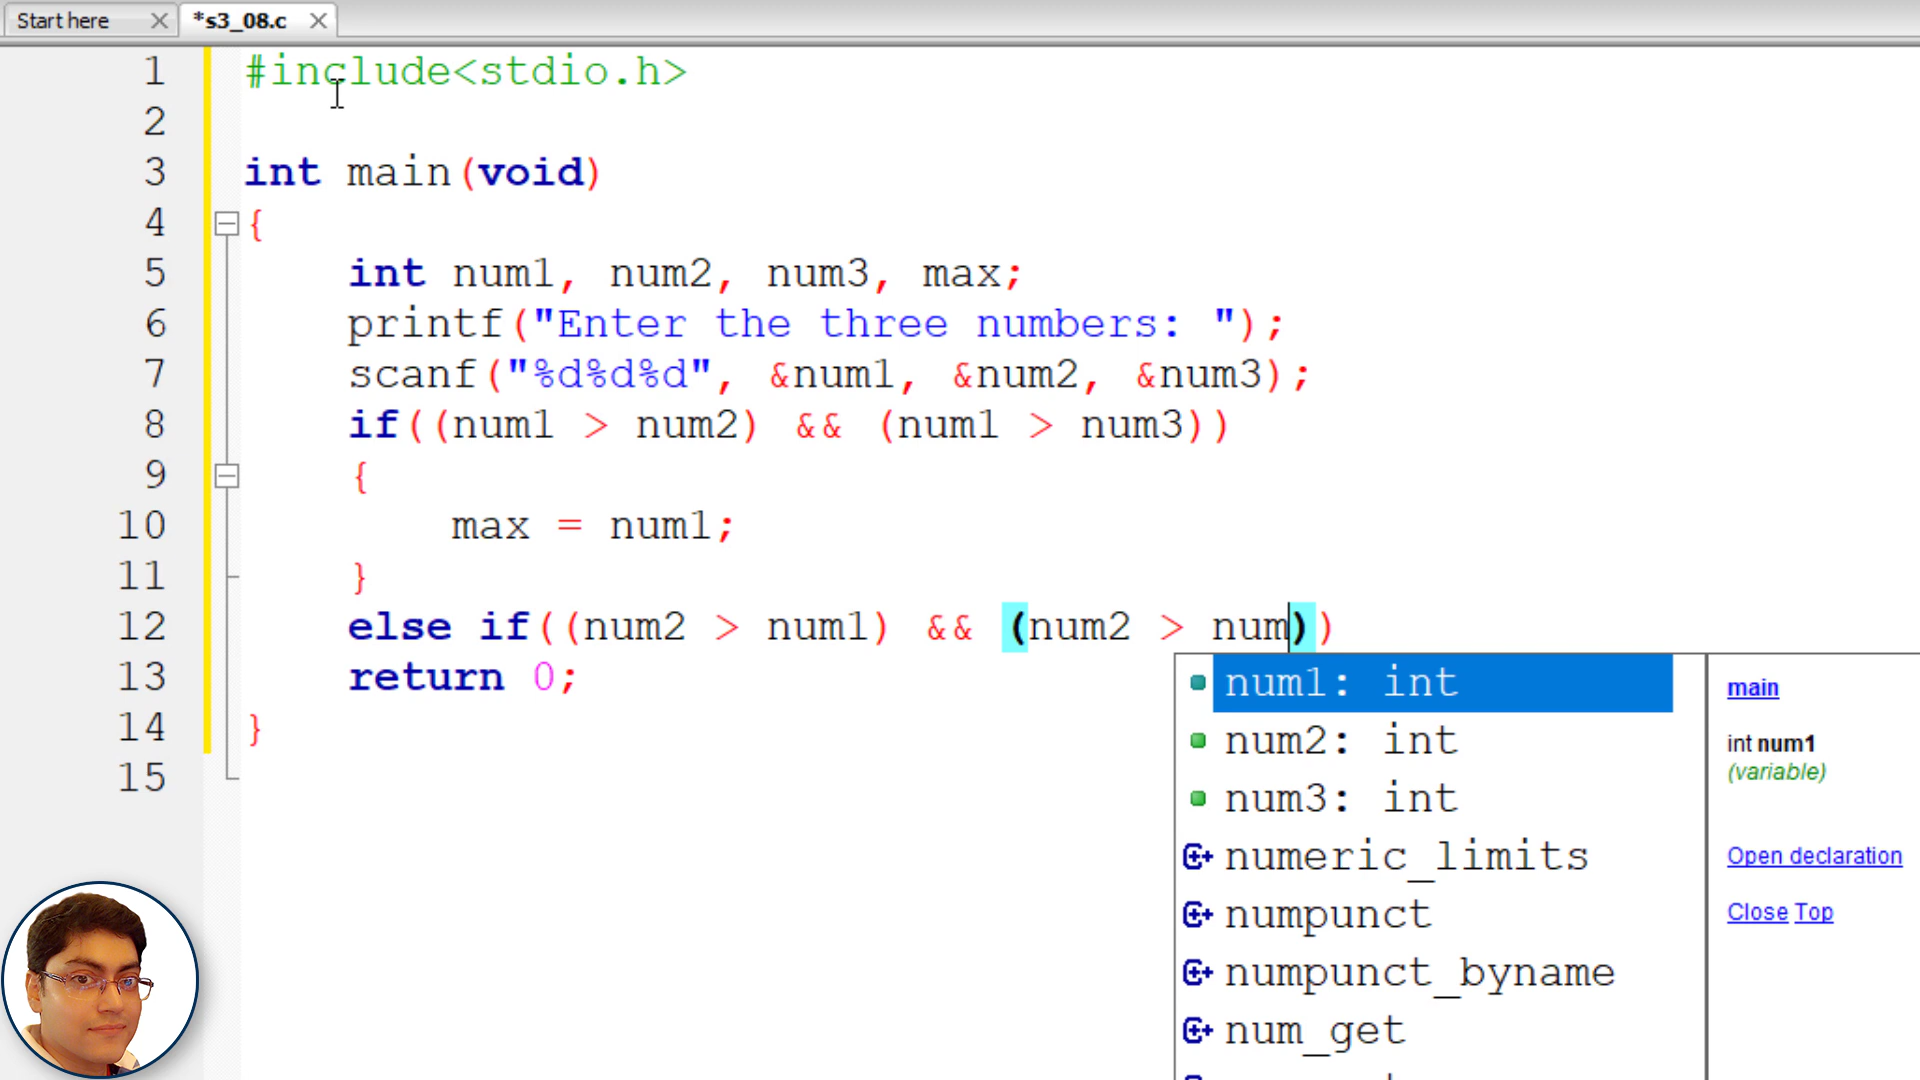 Start here
*s3_08.c
1 #include<stdio.h>
2
3 int main(void)
4 {
5 int num1, num2, num3, max;
6 printf("Enter the three numbers: ");
7 scanf("%d%d%d", &num1, &num2, &num3);
8 if((num1 > num2) && (num1 > num3))
9 {
10 max = num1;
11 }
12 else if((num2 > num1) && (num2 > num))
13 return 0;
14 }
15
num1: int
num2: int
num3: int
numeric_limits
numpunct
numpunct_byname
num_get
main
int num1
(variable)
Open declaration
Close Top